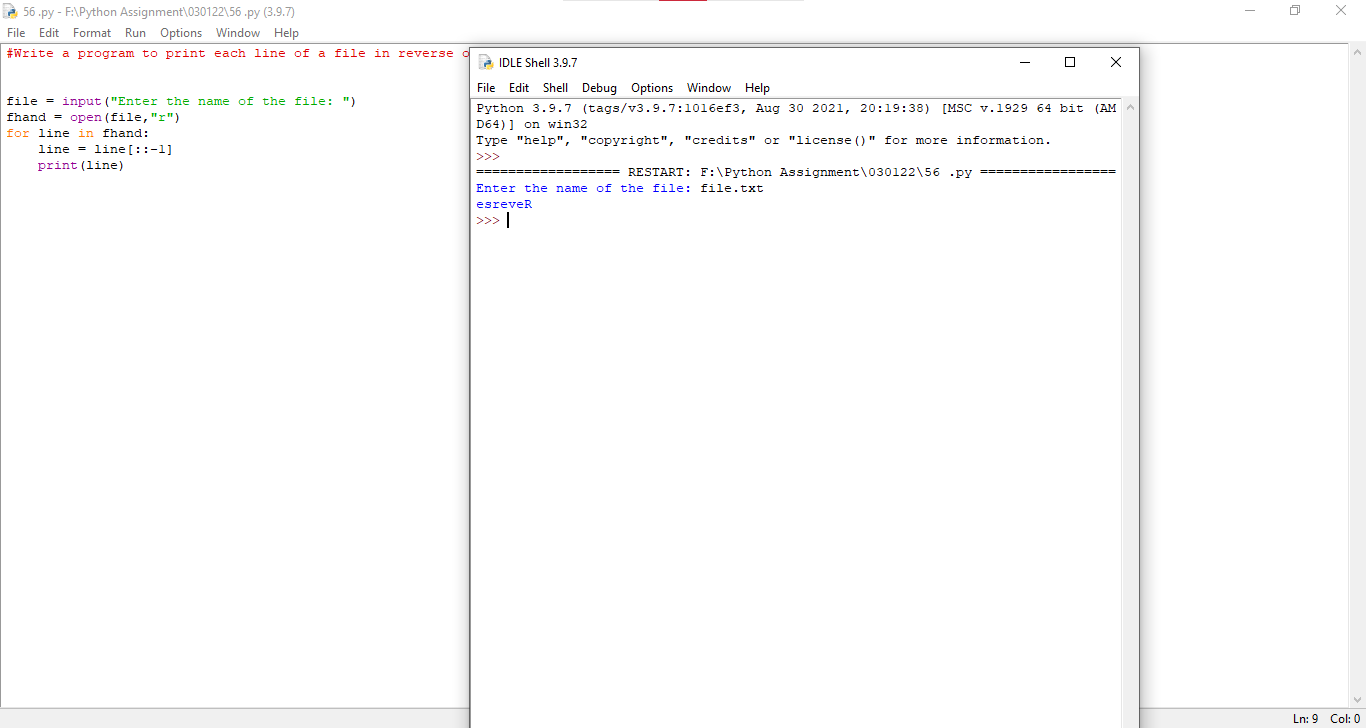 56 .py - F:\Python Assignment\030122\56 .py (3.9.7)
File Edit Format Run Options Window Help
#Write a program to print each line of a file in reverse
file = input("Enter the name of the file: ")
fhand = open(file,"r")
for line in fhand:
    line = line[::-1]
    print(line)
IDLE Shell 3.9.7
File Edit Shell Debug Options Window Help
Python 3.9.7 (tags/v3.9.7:1016ef3, Aug 30 2021, 20:19:38) [MSC v.1929 64 bit (AM
D64)] on win32
Type "help", "copyright", "credits" or "license()" for more information.
>>>
================== RESTART: F:\Python Assignment\030122\56 .py =================
Enter the name of the file: file.txt
esreveR
>>>
Ln: 9 Col: 0